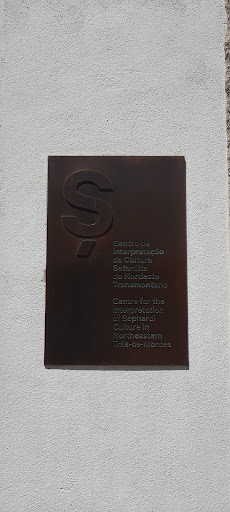 Ș
Centro de
Interpretação
da Cultura
Sefardita
do Nordeste
Transmontano
Centre for the
Interpretation
of Sephardi
Culture in
Northeastern
Trás-os-Montes